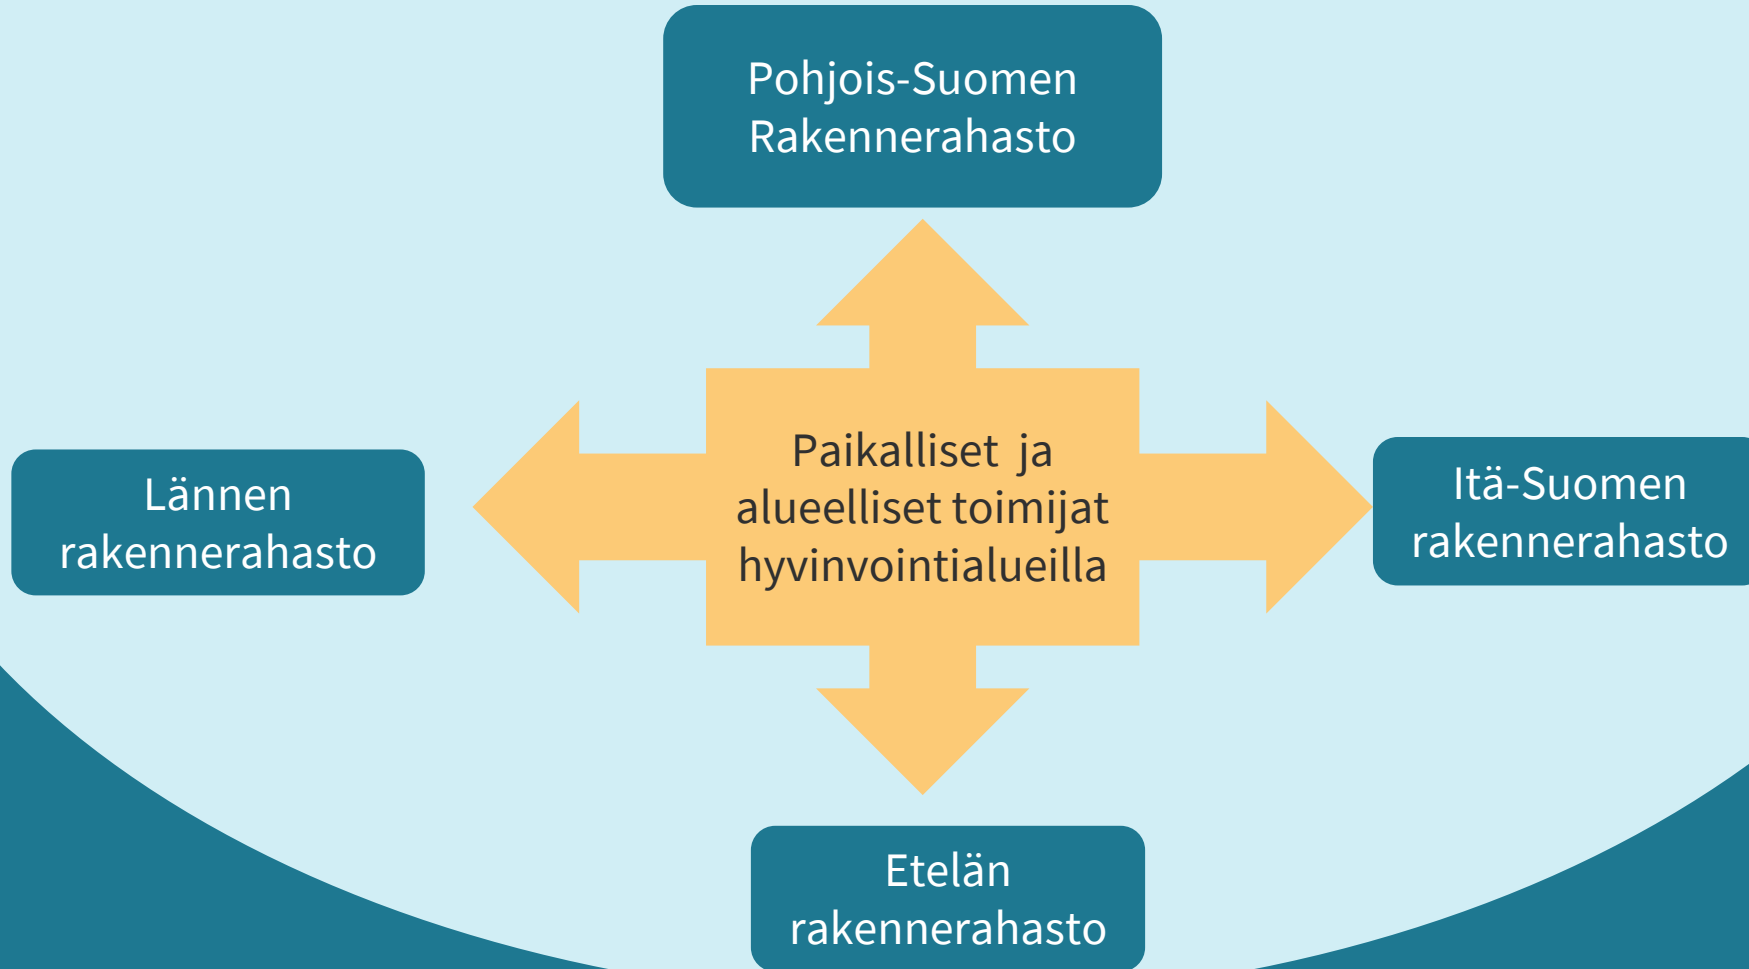 Pohjois-Suomen
Rakennerahasto
Paikalliset ja
alueelliset toimijat
hyvinvointialueilla
Lännen
rakennerahasto
Itä-Suomen
rakennerahasto
Etelän
rakennerahasto